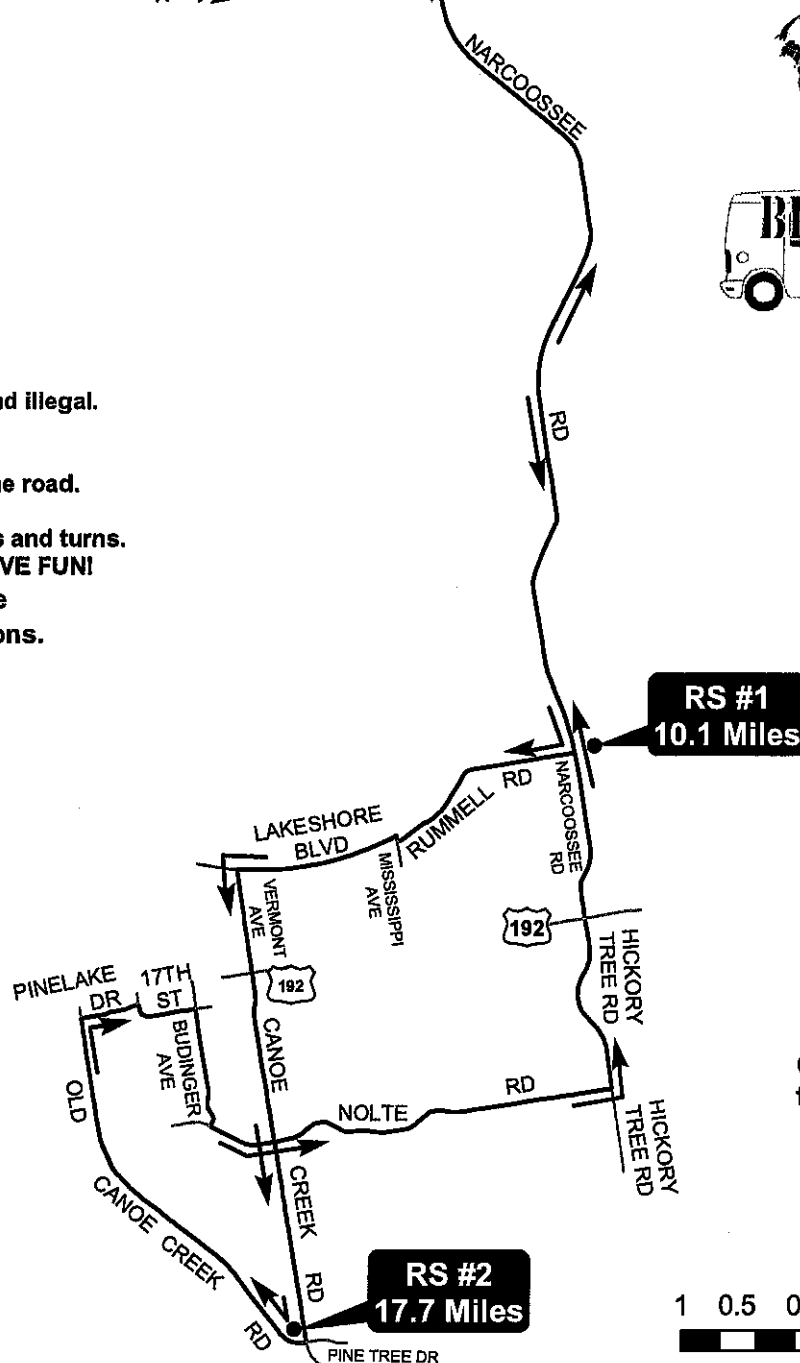 NARCOOSSEE
RD
nd illegal.
e road.
s and turns.
VE FUN!
e
ons.
RS #1
10.1 Miles
RD
RUMMELL
NARCOOSSEE
RD
LAKESHORE
BLVD
MISSISSIPPI
AVE
VERMONT
AVE
192
192
HICKORY
TREE RD
PINELAKE
DR
17TH
ST
BUDINGER
AVE
CANOE
CREEK
RD
NOLTE
RD
HICKORY
TREE RD
OLD
CANOE CREEK
RD
RS #2
17.7 Miles
PINE TREE DR
1 0.5 0